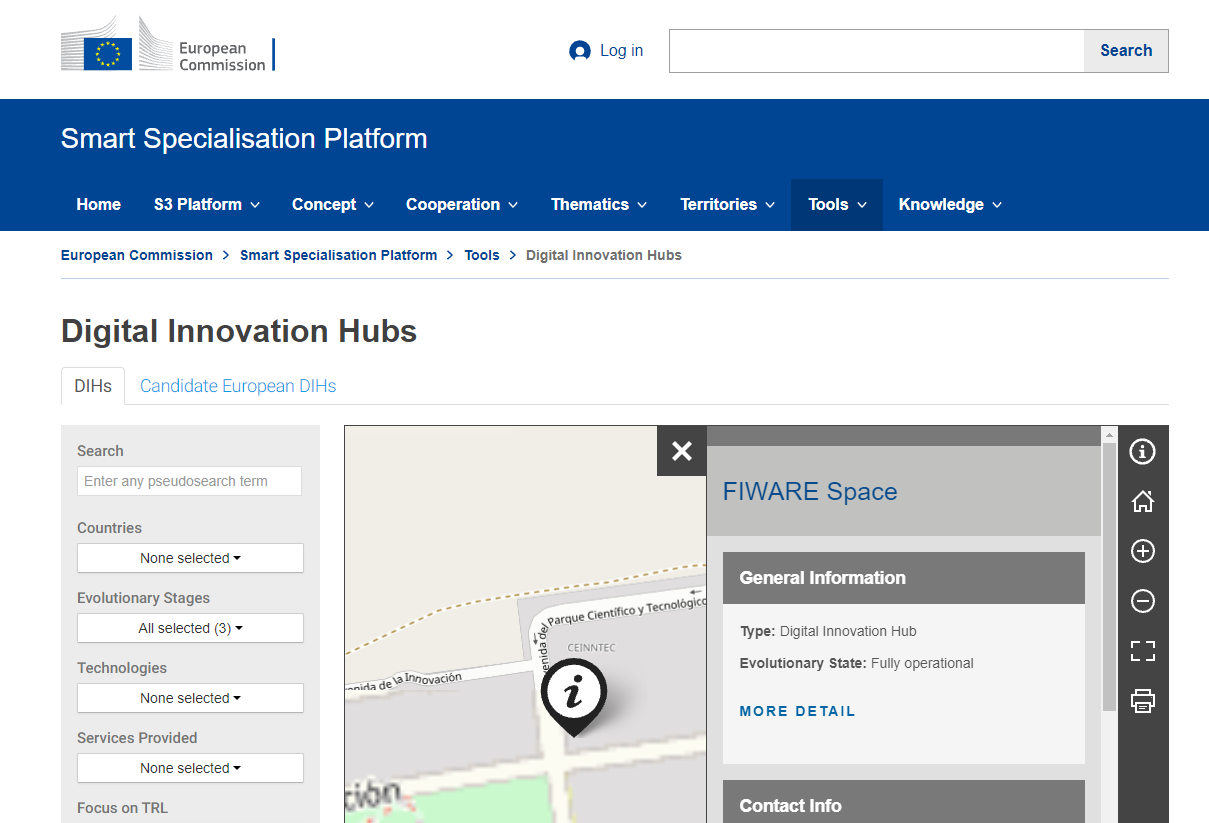 European
Commission
Log in
Search
Smart Specialisation Platform
Home S3 Platform Concept Cooperation Thematics Territories Tools Knowledge
European Commission > Smart Specialisation Platform > Tools > Digital Innovation Hubs
Digital Innovation Hubs
DIHs Candidate European DIHs
Search
Enter any pseudosearch term
Countries
None selected
Evolutionary Stages
All selected (3)
Technologies
None selected
Services Provided
None selected
Focus on TRL
Parque Científico y Tecnológico
enida del
CEINNTEC
enida de la Innovación
ción
i
FIWARE Space
General Information
Type: Digital Innovation Hub
Evolutionary State: Fully operational
MORE DETAIL
Contact Info